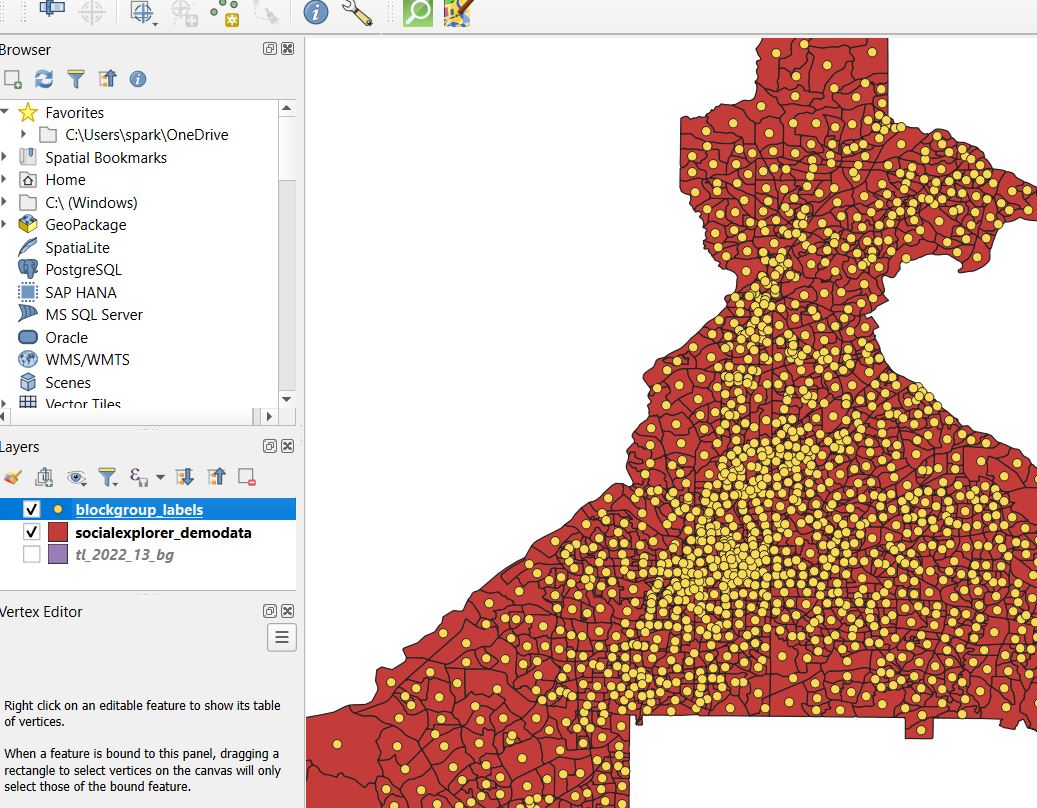 Browser
Favorites
C:\Users\spark\OneDrive
Spatial Bookmarks
Home
C:\ (Windows)
GeoPackage
SpatiaLite
PostgreSQL
SAP HANA
MS SQL Server
Oracle
WMS/WMTS
Scenes
Vector Tiles
Layers
blockgroup_labels
socialexplorer_demodata
tl_2022_13_bg
Vertex Editor
Right click on an editable feature to show its table
of vertices.
When a feature is bound to this panel, dragging a
rectangle to select vertices on the canvas will only
select those of the bound feature.